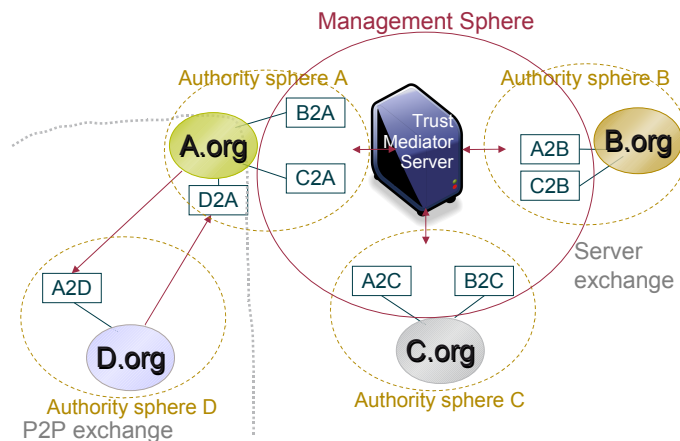 Management Sphere
Authority sphere A
Authority sphere B
B2A
Trust
Mediator
Server
A.org
B.org
A2B
C2A
C2B
D2A
Server
exchange
A2D
A2C
B2C
D.org
C.org
Authority sphere D
Authority sphere C
P2P exchange